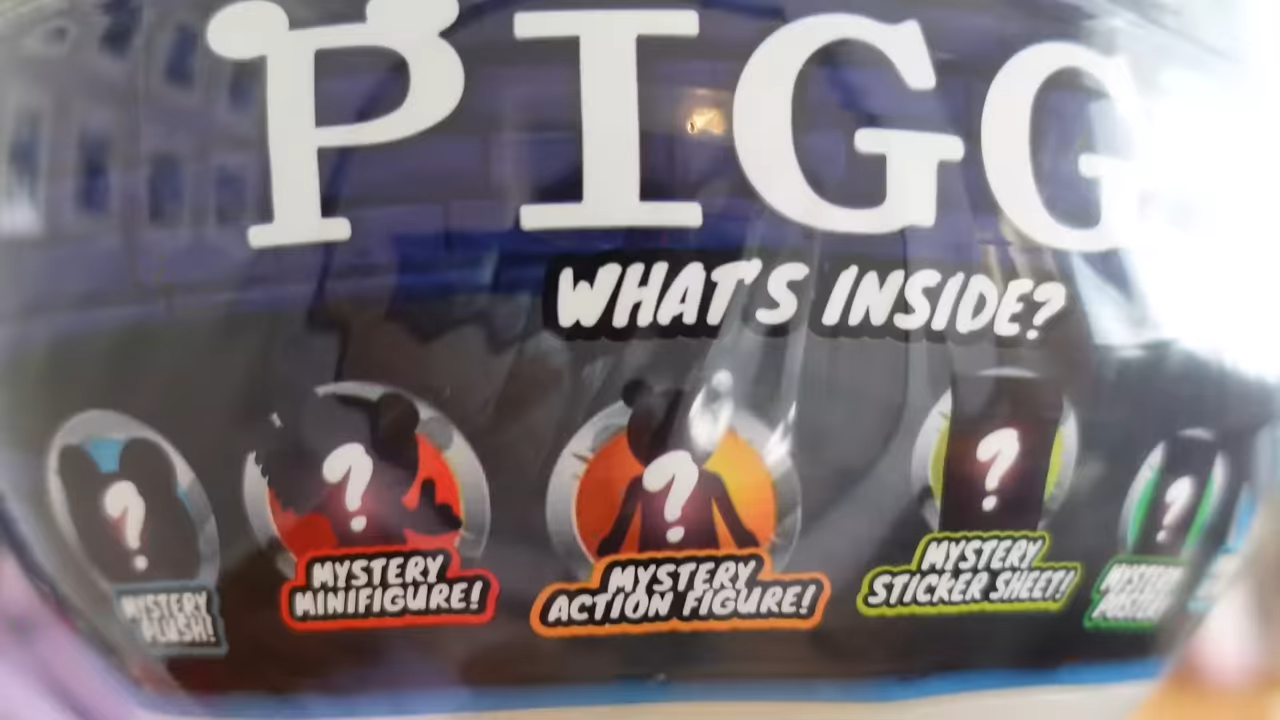 PIGG
WHAT'S INSIDE?
MYSTERY
PLUSH!
MYSTERY
MINIFIGURE!
MYSTERY
ACTION FIGURE!
MYSTERY
STICKER SHEET!
MYSTERY